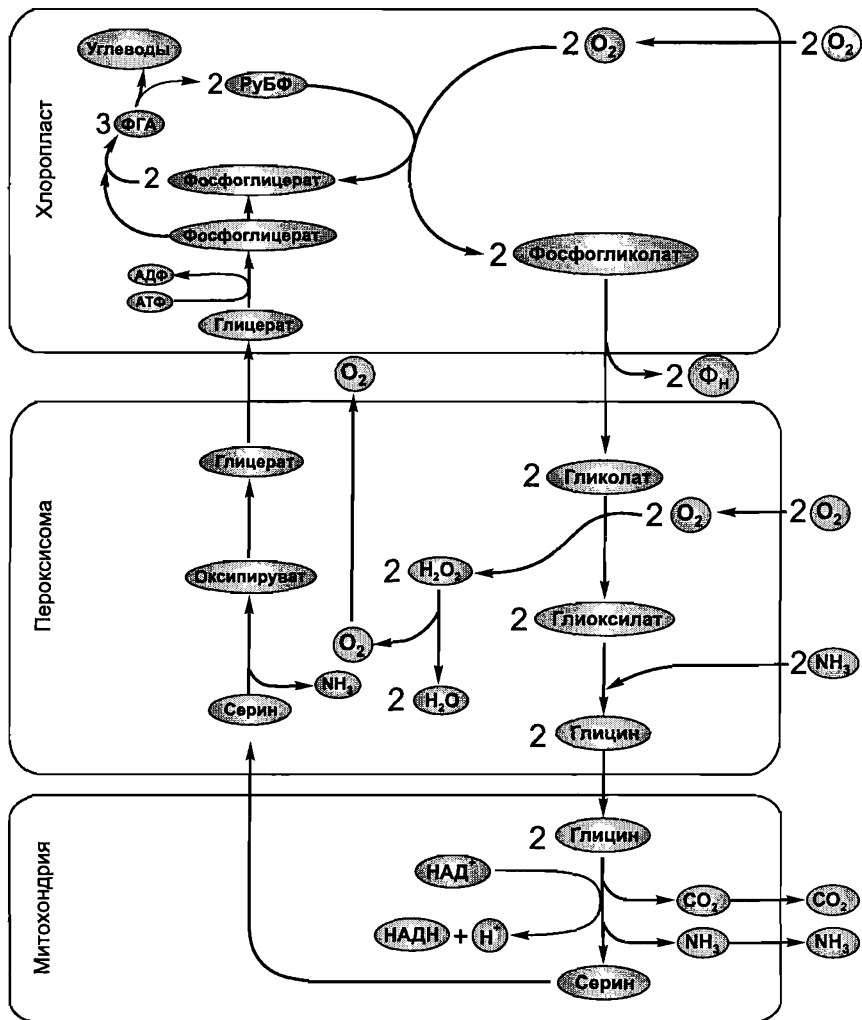 Хлоропласт
Углеводы
2 O₂
2 O₂
2 РуБФ
3 ФГА
2 Фосфоглицерат
Фосфоглицерат
2 Фосфогликолат
АДФ
АТФ
Глицерат
O₂
2 Фн
Пероксисома
Глицерат
2 Гликолат
2 O₂
2 O₂
Оксипируват
2 H₂O₂
2 Глиоксилат
O₂
2 NH₃
NH₃
Серин
2 H₂O
2 Глицин
Митохондрия
2 Глицин
НАД⁺
CO₂
CO₂
НАДН + H⁺
NH₃
NH₃
Серин